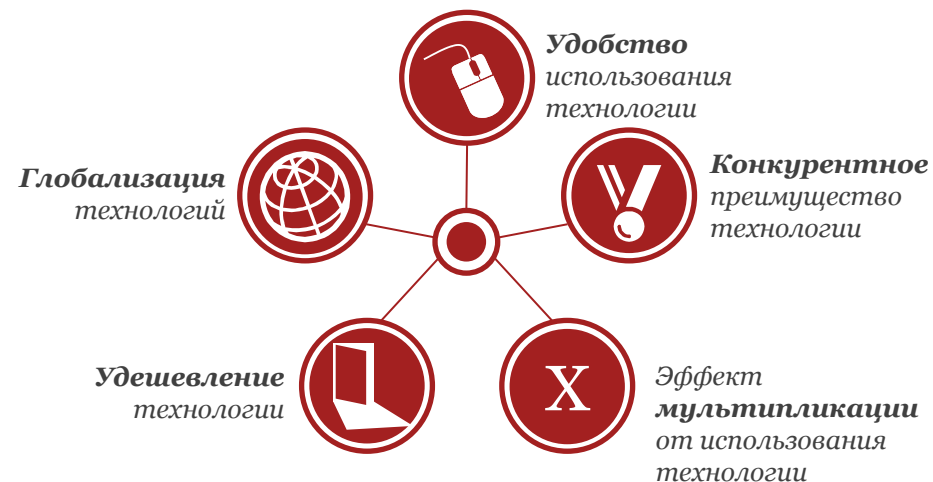 Удобство
использования
технологии
Конкурентное
преимущество
технологии
Глобализация
технологий
Удешевление
технологии
X
Эффект
мультипликации
от использования
технологии